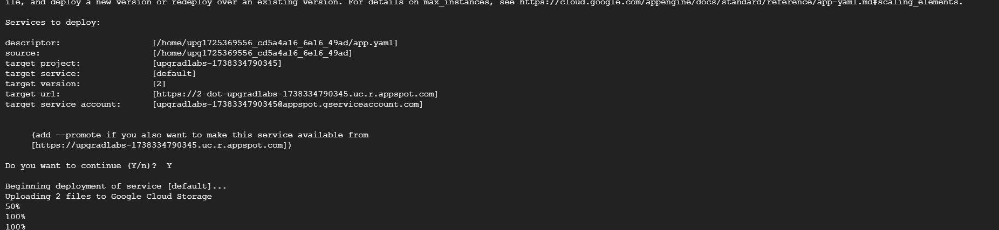 ile, and deploy a new version or redeploy over an existing version. For details on max_instances, see https://cloud.google.com/appengine/docs/standard/reference/app-yaml.md#scaling_elements.
Services to deploy:
descriptor: [/home/upg1725369556_cd5a4a16_6e16_49ad/app.yaml]
source: [/home/upg1725369556_cd5a4a16_6e16_49ad]
target project: [upgradlabs-1738334790345]
target service: [default]
target version: [2]
target url: [https://2-dot-upgradlabs-1738334790345.uc.r.appspot.com]
target service account: [upgradlabs-1738334790345@appspot.gserviceaccount.com]
(add --promote if you also want to make this service available from
[https://upgradlabs-1738334790345.uc.r.appspot.com])
Do you want to continue (Y/n)? Y
Beginning deployment of service [default]...
Uploading 2 files to Google Cloud Storage
50%
100%
100%